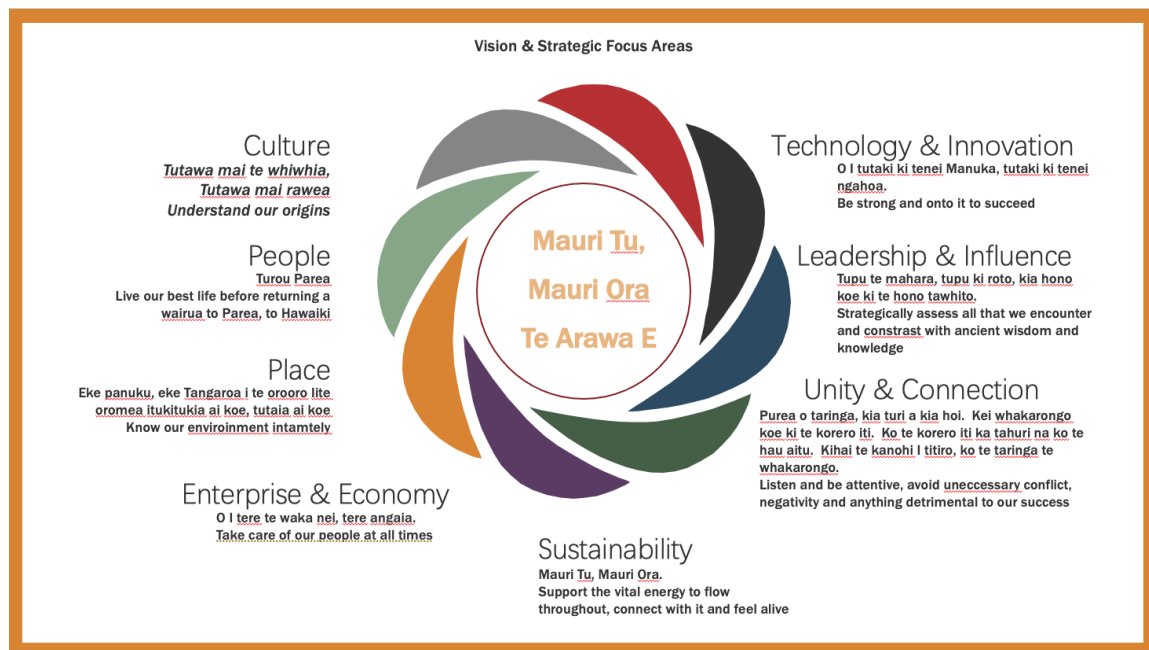 Vision & Strategic Focus Areas
Culture
Tutawa mai te whiwhia,
Tutawa mai rawea
Understand our origins
People
Turou Parea
Live our best life before returning a
wairua to Parea, to Hawaiki
Place
Eke panuku, eke Tangaroa i te orooro lite
oromea itukitukia ai koe, tutaia ai koe
Know our enviroinment intamtely
Enterprise & Economy
O I tere te waka nei, tere angaia.
Take care of our people at all times
Mauri Tu,
Mauri Ora
Te Arawa E
Technology & Innovation
O I tutaki ki tenei Manuka, tutaki ki tenei
ngahoa.
Be strong and onto it to succeed
Leadership & Influence
Tupu te mahara, tupu ki roto, kia hono
koe ki te hono tawhito.
Strategically assess all that we encounter
and constrast with ancient wisdom and
knowledge
Unity & Connection
Purea o taringa, kia turi a kia hoi.  Kei whakarongo
koe ki te korero iti.  Ko te korero iti ka tahuri na ko te
hau aitu.  Kihai te kanohi I titiro, ko te taringa te
whakarongo.
Listen and be attentive, avoid uneccessary conflict,
negativity and anything detrimental to our success
Sustainability
Mauri Tu, Mauri Ora.
Support the vital energy to flow
throughout, connect with it and feel alive